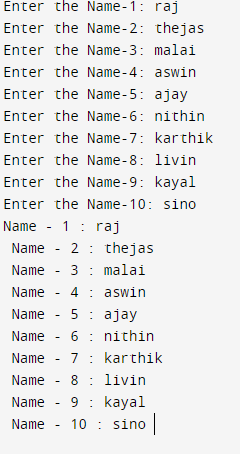 Enter the Name-1: raj
Enter the Name-2: thejas
Enter the Name-3: malai
Enter the Name-4: aswin
Enter the Name-5: ajay
Enter the Name-6: nithin
Enter the Name-7: karthik
Enter the Name-8: livin
Enter the Name-9: kayal
Enter the Name-10: sino
Name - 1 : raj
Name - 2 : thejas
Name - 3 : malai
Name - 4 : aswin
Name - 5 : ajay
Name - 6 : nithin
Name - 7 : karthik
Name - 8 : livin
Name - 9 : kayal
Name - 10 : sino